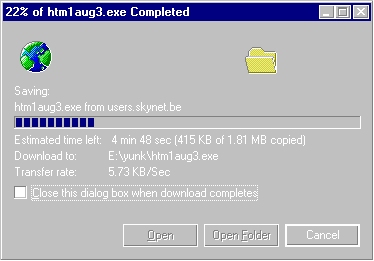 22% of htm1aug3.exe Completed
Saving:
htm1aug3.exe from users.skynet.be
Estimated time left: 4 min 48 sec (415 KB of 1.81 MB copied)
Download to: E:\yunk\htm1aug3.exe
Transfer rate: 5.73 KB/Sec
Close this dialog box when download completes
Open Open Folder Cancel